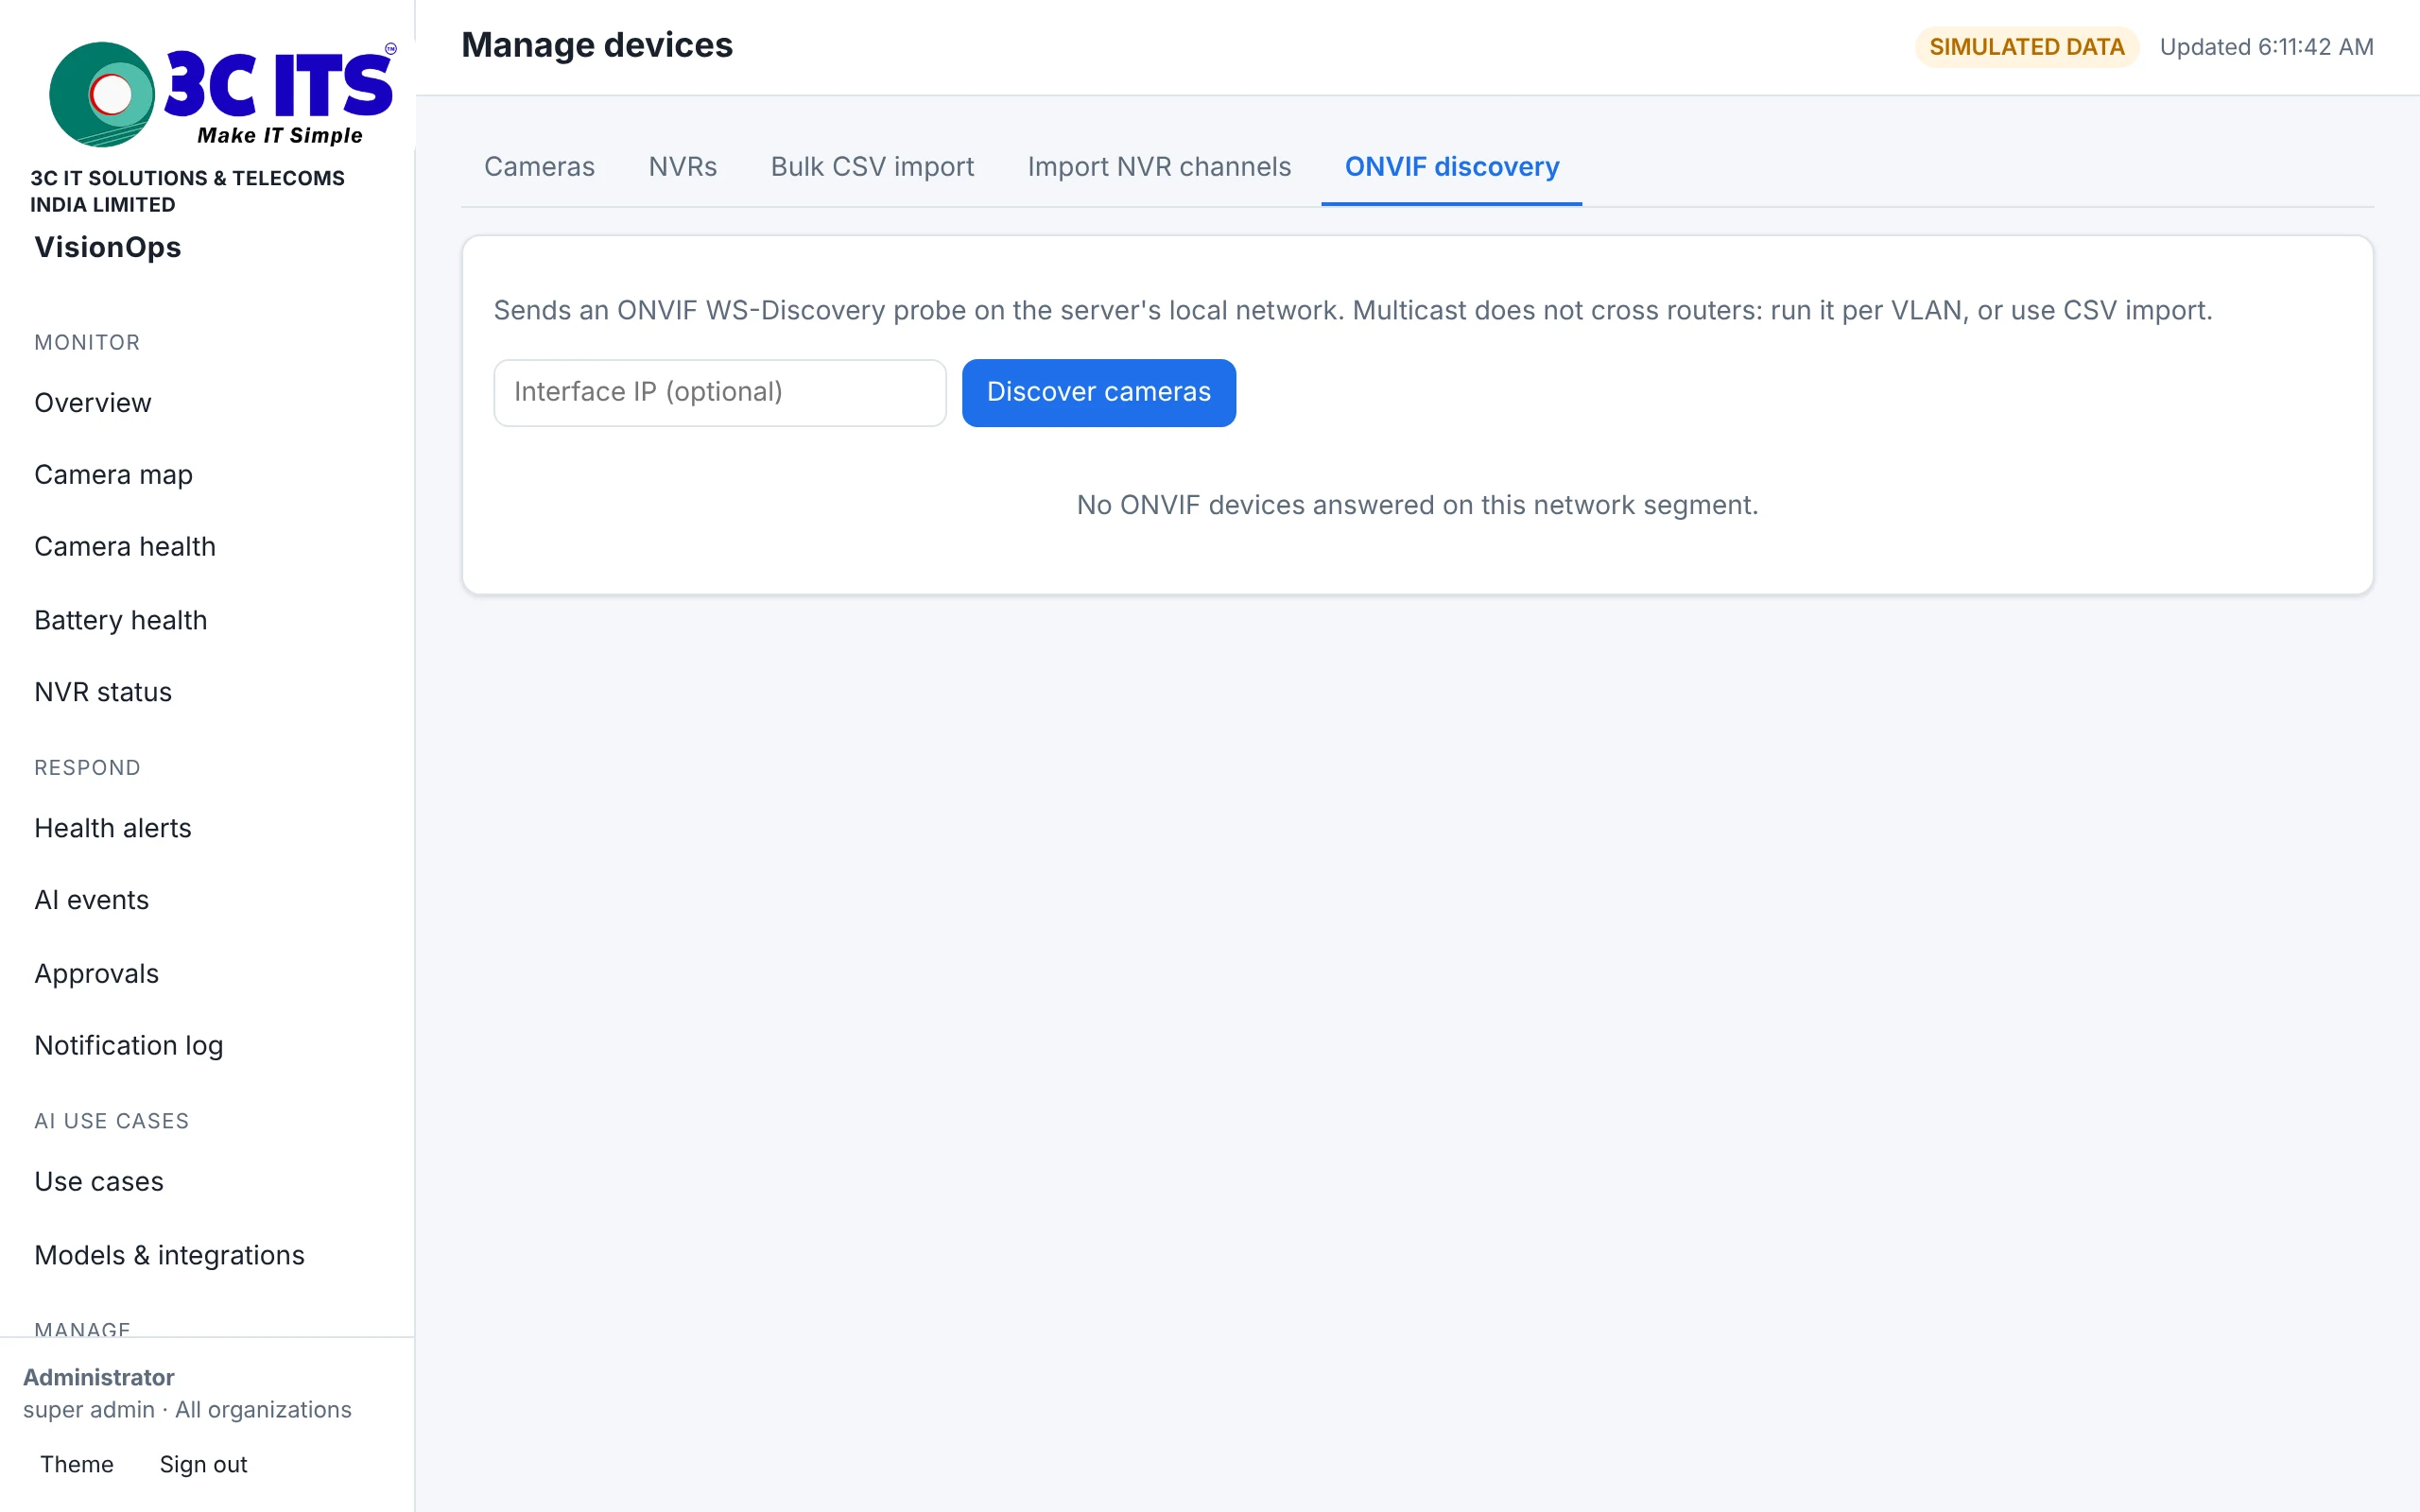 3C ITS
TM
Make IT Simple
3C IT SOLUTIONS & TELECOMS
INDIA LIMITED
VisionOps
MONITOR
Overview
Camera map
Camera health
Battery health
NVR status
RESPOND
Health alerts
AI events
Approvals
Notification log
AI USE CASES
Use cases
Models & integrations
MANAGE
Administrator
super admin · All organizations
Theme Sign out
Manage devices
SIMULATED DATA Updated 6:11:42 AM
Cameras NVRs Bulk CSV import Import NVR channels ONVIF discovery
Sends an ONVIF WS-Discovery probe on the server's local network. Multicast does not cross routers: run it per VLAN, or use CSV import.
Interface IP (optional) Discover cameras
No ONVIF devices answered on this network segment.